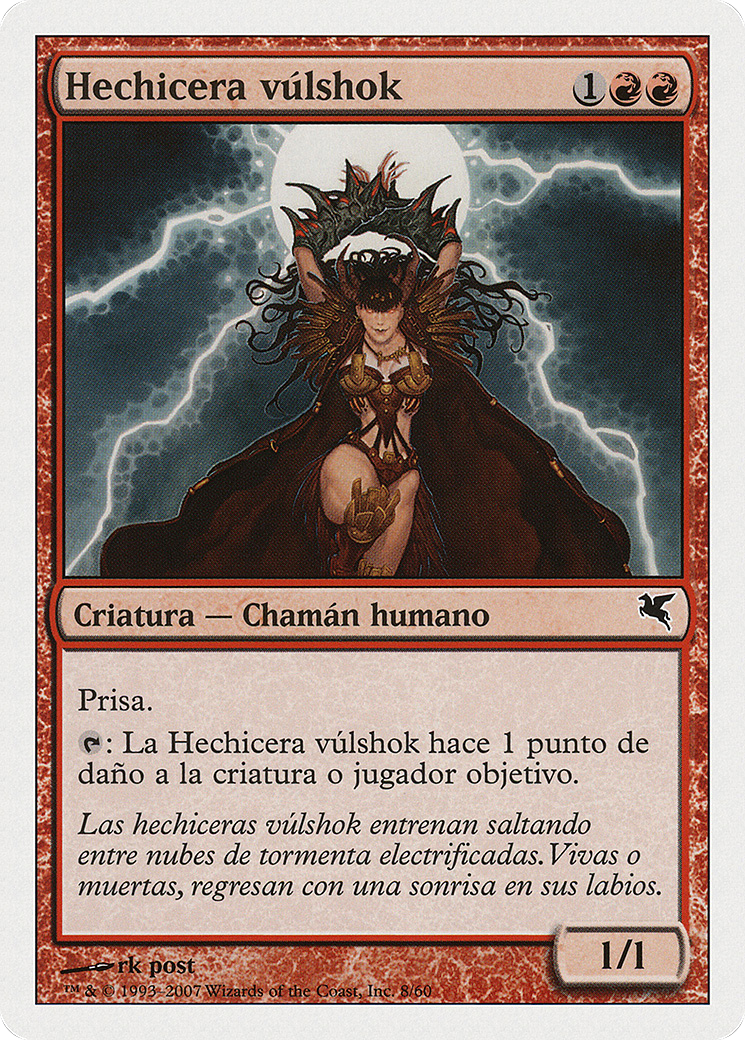 Hechicera vúlshok 1
Criatura — Chamán humano
Prisa.
: La Hechicera vúlshok hace 1 punto de
daño a la criatura o jugador objetivo.
Las hechiceras vúlshok entrenan saltando
entre nubes de tormenta electrificadas. Vivas o
muertas, regresan con una sonrisa en sus labios.
1/1
rk post
™ & © 1993–2007 Wizards of the Coast, Inc. 8/60